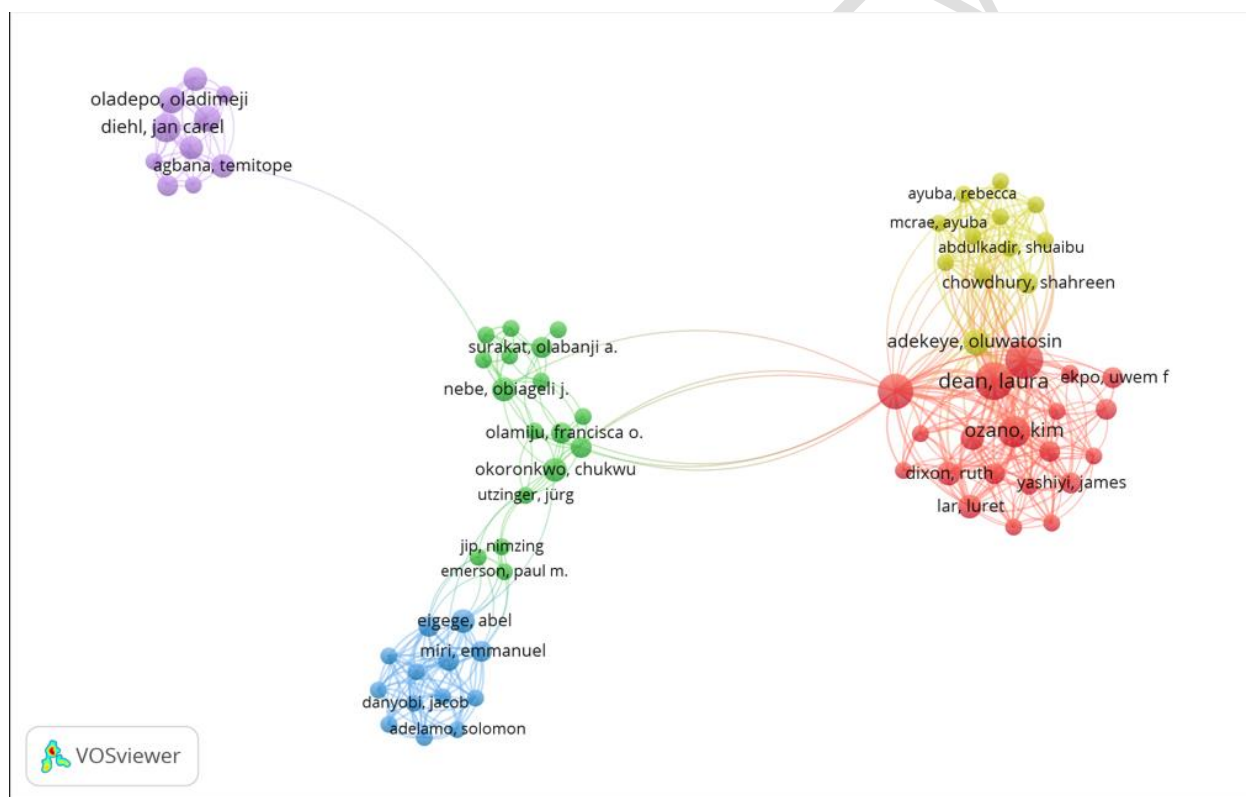 oladepo, oladimeji
diehl, jan carel
agbana, temitope
ayuba, rebecca
mcrae, ayuba
abdulkadir, shuaibu
chowdhury, shahreen
adekeye, oluwatosin
dean, laura
ekpo, uwem f
ozano, kim
dixon, ruth
yashiyi, james
lar, luret
surakat, olabanji a.
nebe, obiageli j.
olamiju, francisca o.
okoronkwo, chukwu
utzinger, jürg
jip, nimzing
emerson, paul m.
eigege, abel
miri, emmanuel
danyobi, jacob
adelamo, solomon
VOSviewer